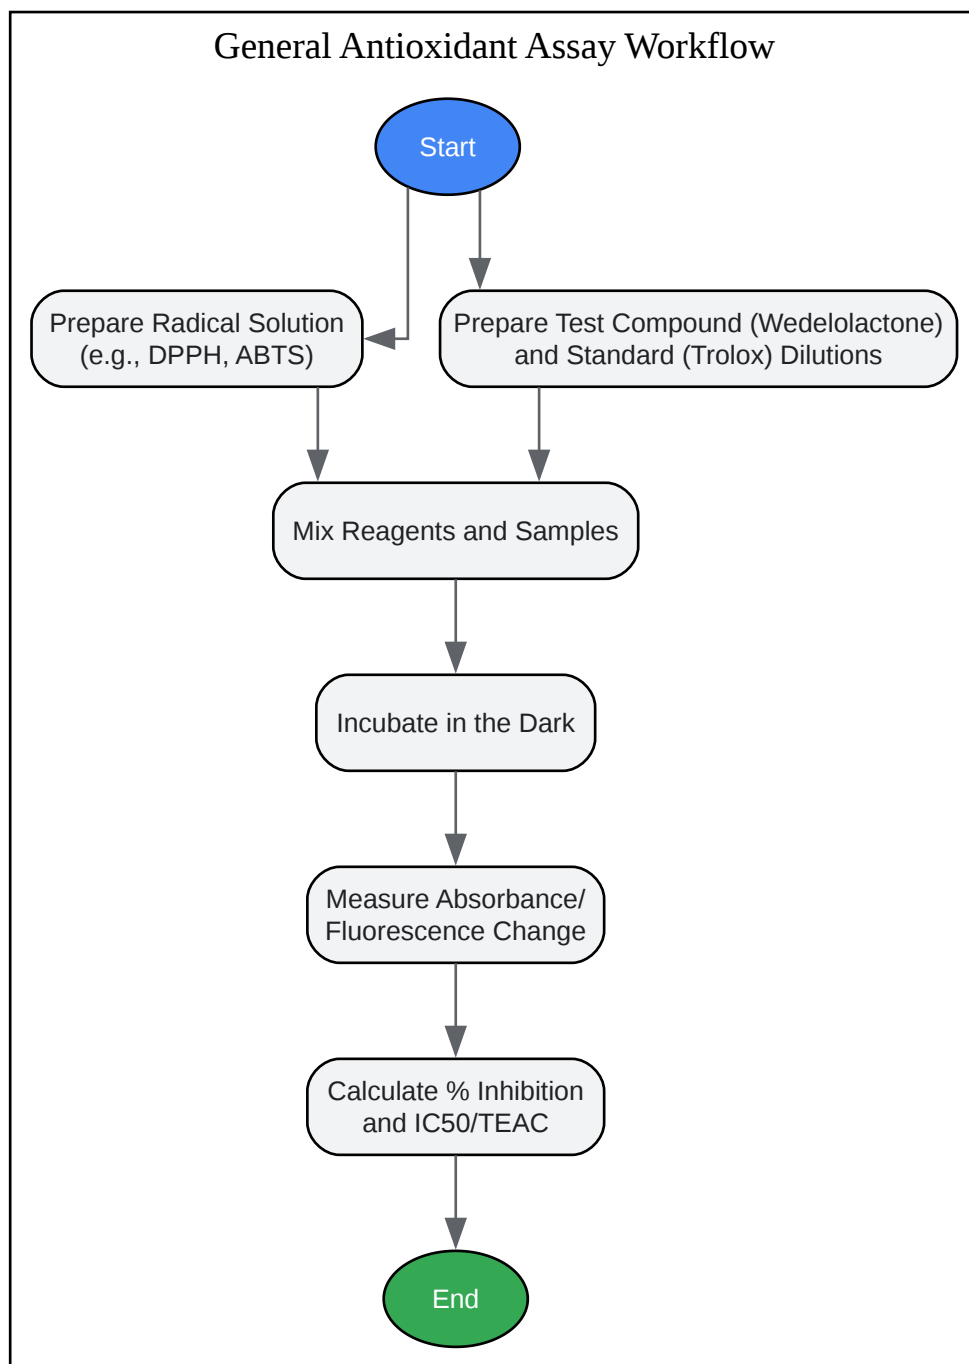 General Antioxidant Assay Workflow
Start
Prepare Radical Solution
(e.g., DPPH, ABTS)
Prepare Test Compound (Wedelolactone)
and Standard (Trolox) Dilutions
Mix Reagents and Samples
Incubate in the Dark
Measure Absorbance/
Fluorescence Change
Calculate % Inhibition
and IC50/TEAC
End